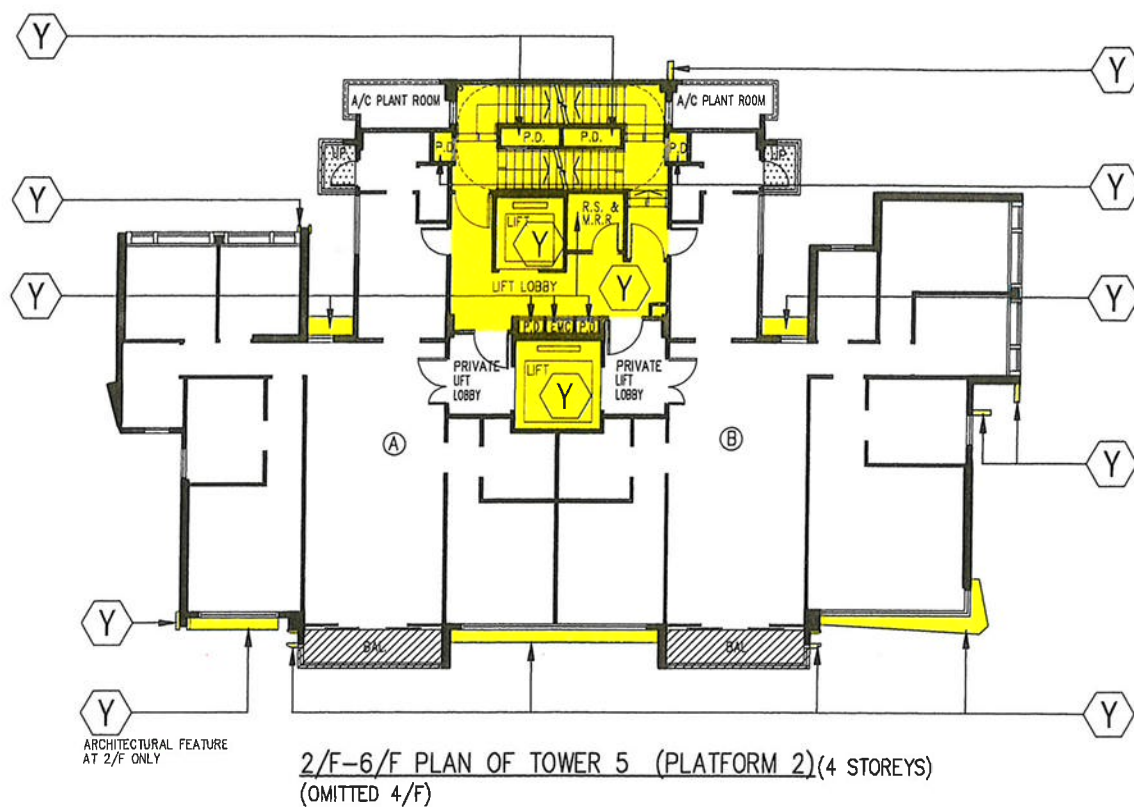 Y
Y
A/C PLANT ROOM
A/C PLANT ROOM
P.D.
P.D.
P.D
P.D
U.P.
U.P.
Y
Y
R.S. &
M.R.R
LIFT
Y
Y
LIFT LOBBY
Y
Y
P.D
EMC
P.D
PRIVATE
LIFT
LOBBY
LIFT
Y
PRIVATE
LIFT
LOBBY
A
B
Y
Y
BAL.
BAL.
Y
Y
ARCHITECTURAL FEATURE
AT 2/F ONLY
2/F-6/F PLAN OF TOWER 5 (PLATFORM 2)(4 STOREYS)
(OMITTED 4/F)